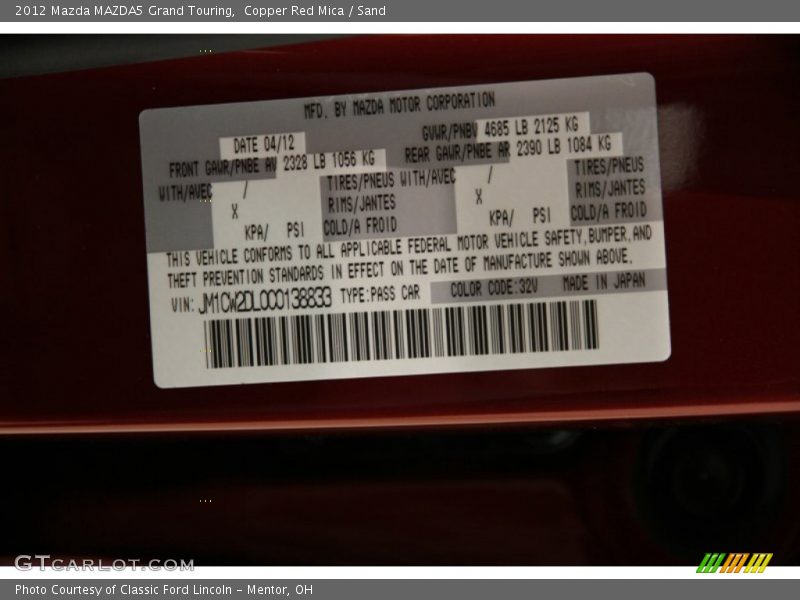 2012 Mazda MAZDA5 Grand Touring,  Copper Red Mica / Sand
MFD. BY MAZDA MOTOR CORPORATION
DATE 04/12 GVWR/PNBV 4685 LB 2125 KG
FRONT GAWR/PNBE AV 2328 LB 1056 KG REAR GAWR/PNBE AR 2390 LB 1084 KG
WITH/AVEC / TIRES/PNEUS WITH/AVEC / TIRES/PNEUS
X RIMS/JANTES X RIMS/JANTES
KPA/ PSI COLD/A FROID KPA/ PSI COLD/A FROID
THIS VEHICLE CONFORMS TO ALL APPLICABLE FEDERAL MOTOR VEHICLE SAFETY, BUMPER, AND
THEFT PREVENTION STANDARDS IN EFFECT ON THE DATE OF MANUFACTURE SHOWN ABOVE.
VIN: JM1CW2DL0C0138833 TYPE: PASS CAR COLOR CODE: 32V MADE IN JAPAN
GTCARLOT.COM
Photo Courtesy of Classic Ford Lincoln - Mentor, OH